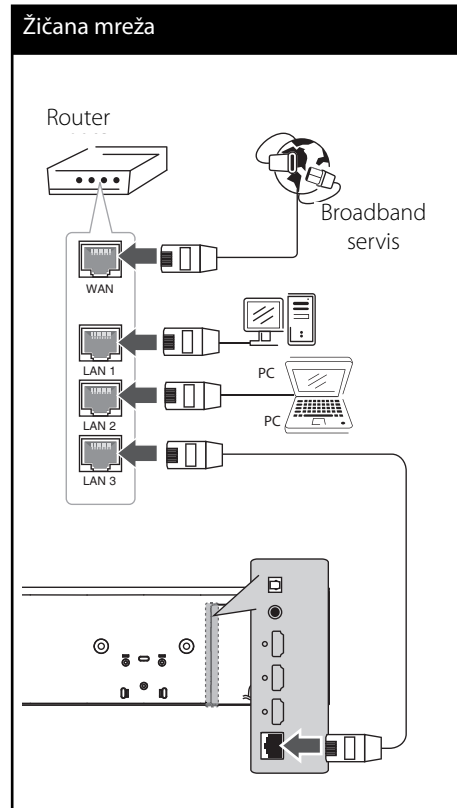 Žičana mreža
Router
Broadband
servis
WAN
LAN 1
PC
LAN 2
PC
LAN 3